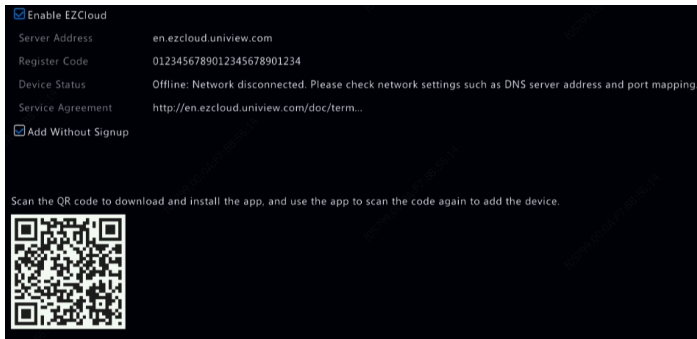 Enable EZCloud
Server Address en.ezcloud.uniview.com
Register Code 0123456789012345678901234
Device Status Offline: Network disconnected. Please check network settings such as DNS server address and port mapping.
Service Agreement http://en.ezcloud.uniview.com/doc/term...
Add Without Signup
Scan the QR code to download and install the app, and use the app to scan the code again to add the device.